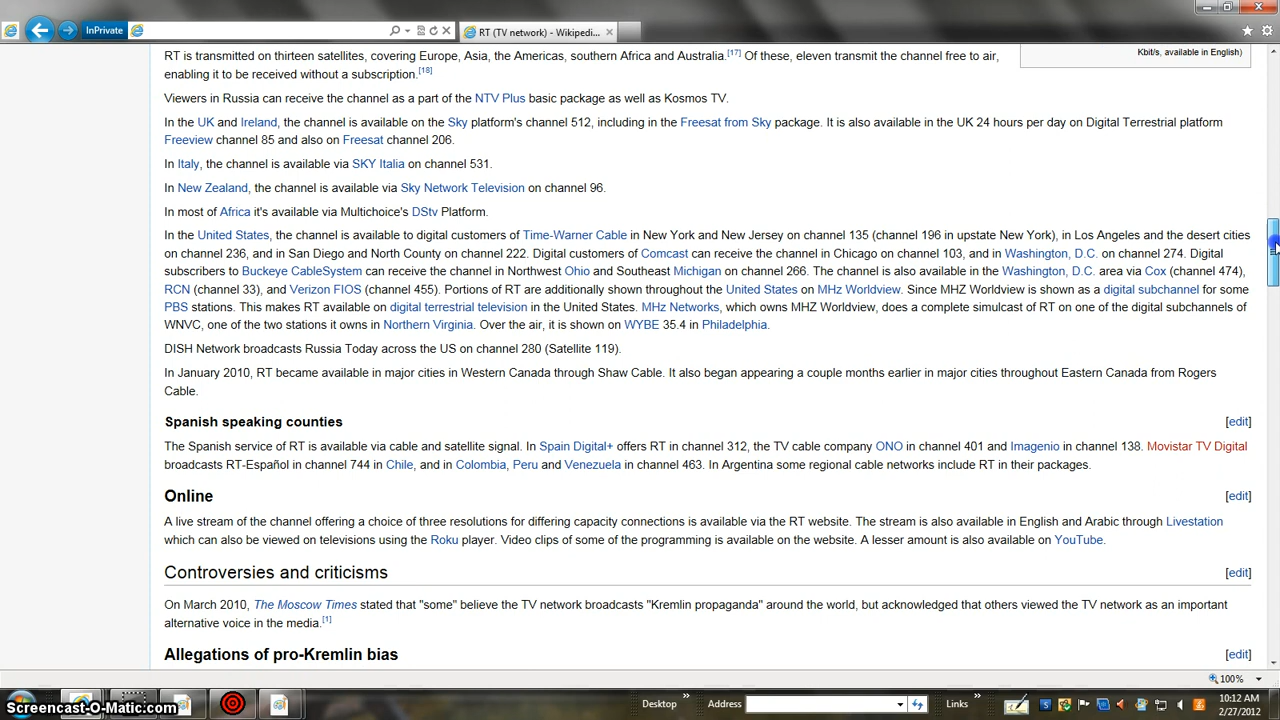 InPrivate
RT (TV network) - Wikipedi...
RT is transmitted on thirteen satellites, covering Europe, Asia, the Americas, southern Africa and Australia.[17] Of these, eleven transmit the channel free to air,
enabling it to be received without a subscription.[18]
Kbit/s, available in English)
Viewers in Russia can receive the channel as a part of the NTV Plus basic package as well as Kosmos TV.
In the UK and Ireland, the channel is available on the Sky platform's channel 512, including in the Freesat from Sky package. It is also available in the UK 24 hours per day on Digital Terrestrial platform
Freeview channel 85 and also on Freesat channel 206.
In Italy, the channel is available via SKY Italia on channel 531.
In New Zealand, the channel is available via Sky Network Television on channel 96.
In most of Africa it's available via Multichoice's DStv Platform.
In the United States, the channel is available to digital customers of Time-Warner Cable in New York and New Jersey on channel 135 (channel 196 in upstate New York), in Los Angeles and the desert cities
on channel 236, and in San Diego and North County on channel 222. Digital customers of Comcast can receive the channel in Chicago on channel 103, and in Washington, D.C. on channel 274. Digital
subscribers to Buckeye CableSystem can receive the channel in Northwest Ohio and Southeast Michigan on channel 266. The channel is also available in the Washington, D.C. area via Cox (channel 474),
RCN (channel 33), and Verizon FIOS (channel 455). Portions of RT are additionally shown throughout the United States on MHz Worldview. Since MHZ Worldview is shown as a digital subchannel for some
PBS stations. This makes RT available on digital terrestrial television in the United States. MHz Networks, which owns MHZ Worldview, does a complete simulcast of RT on one of the digital subchannels of
WNVC, one of the two stations it owns in Northern Virginia. Over the air, it is shown on WYBE 35.4 in Philadelphia.
DISH Network broadcasts Russia Today across the US on channel 280 (Satellite 119).
In January 2010, RT became available in major cities in Western Canada through Shaw Cable. It also began appearing a couple months earlier in major cities throughout Eastern Canada from Rogers
Cable.
Spanish speaking counties [edit]
The Spanish service of RT is available via cable and satellite signal. In Spain Digital+ offers RT in channel 312, the TV cable company ONO in channel 401 and Imagenio in channel 138. Movistar TV Digital
broadcasts RT-Español in channel 744 in Chile, and in Colombia, Peru and Venezuela in channel 463. In Argentina some regional cable networks include RT in their packages.
Online [edit]
A live stream of the channel offering a choice of three resolutions for differing capacity connections is available via the RT website. The stream is also available in English and Arabic through Livestation
which can also be viewed on televisions using the Roku player. Video clips of some of the programming is available on the website. A lesser amount is also available on YouTube.
Controversies and criticisms [edit]
On March 2010, The Moscow Times stated that "some" believe the TV network broadcasts "Kremlin propaganda" around the world, but acknowledged that others viewed the TV network as an important
alternative voice in the media.[1]
Allegations of pro-Kremlin bias [edit]
100%
Screencast-O-Matic.com
Desktop
Address
Links
10:12 AM
2/27/2012